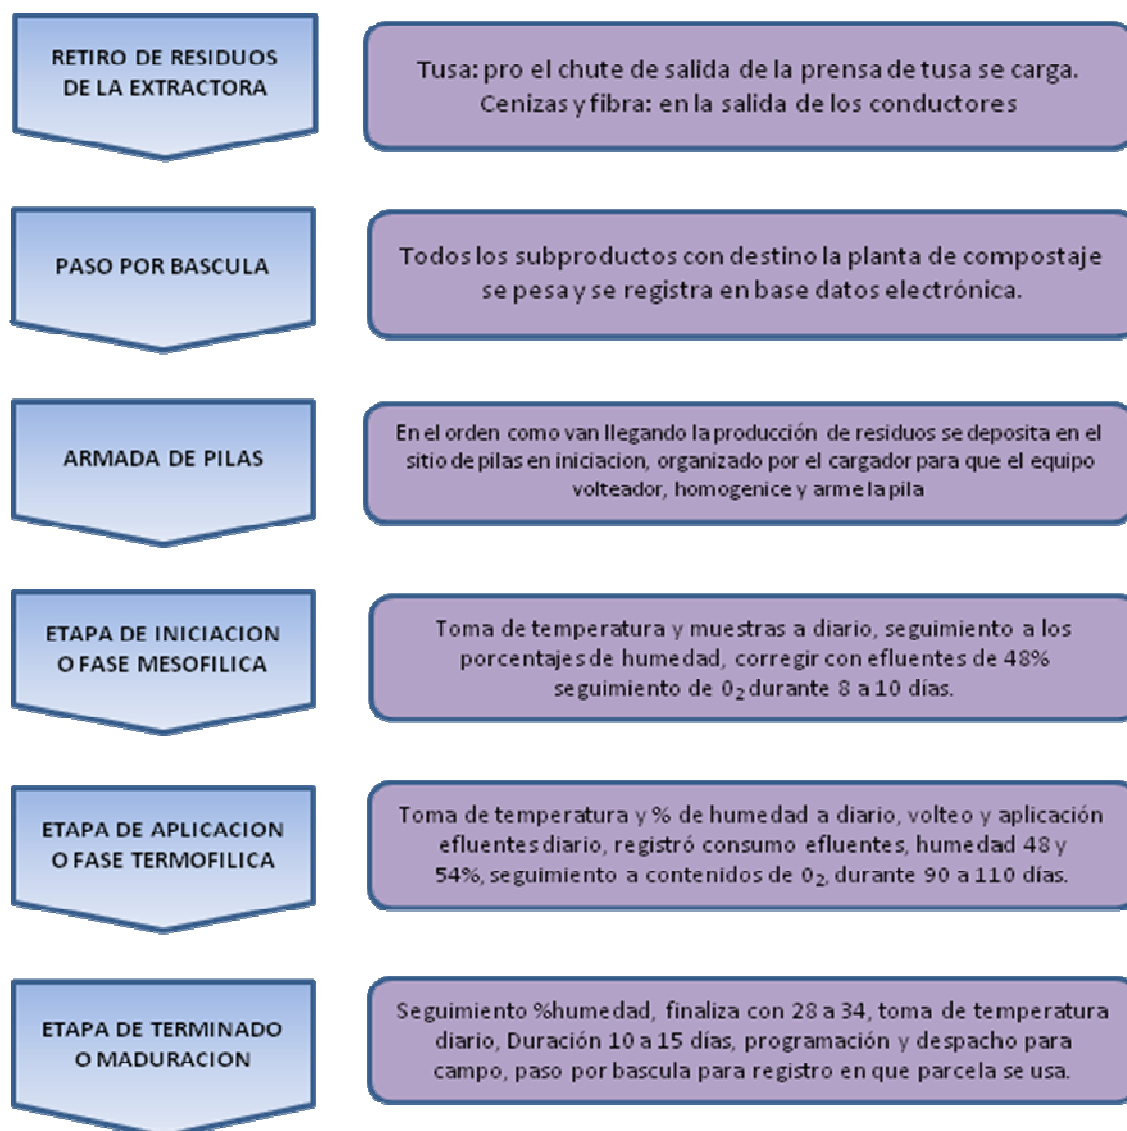 RETIRO DE RESIDUOS
DE LA EXTRACTORA
Tusa: pro el chute de salida de la prensa de tusa se carga.
Cenizas y fibra: en la salida de los conductores
PASO POR BASCULA
Todos los subproductos con destino la planta de compostaje
se pesa y se registra en base datos electrónica.
ARMADA DE PILAS
En el orden como van llegando la producción de residuos se deposita en el
sitio de pilas en iniciacion, organizado por el cargador para que el equipo
volteador, homogenice y arme la pila
ETAPA DE INICIACION
O FASE MESOFILICA
Toma de temperatura y muestras a diario, seguimiento a los
porcentajes de humedad, corregir con efluentes de 48%
seguimiento de 0₂ durante 8 a 10 días.
ETAPA DE APLICACION
O FASE TERMOFILICA
Toma de temperatura y % de humedad a diario, volteo y aplicación
efluentes diario, registró consumo efluentes, humedad 48 y
54%, seguimiento a contenidos de 0₂, durante 90 a 110 días.
ETAPA DE TERMINADO
O MADURACION
Seguimiento %humedad, finaliza con 28 a 34, toma de temperatura
diario, Duración 10 a 15 días, programación y despacho para
campo, paso por bascula para registro en que parcela se usa.